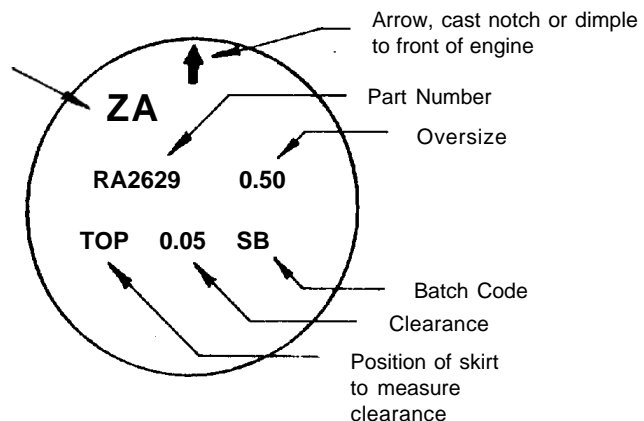 Arrow, cast notch or dimple
to front of engine
ZA
Part Number
Oversize
RA2629 0.50
TOP 0.05 SB
Batch Code
Clearance
Position of skirt
to measure
clearance